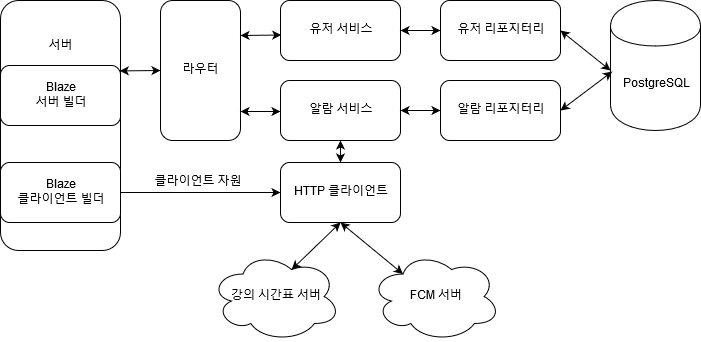 서버
Blaze
서버 빌더
Blaze
클라이언트 빌더
라우터
클라이언트 자원
유저 서비스
유저 리포지터리
알람 서비스
알람 리포지터리
PostgreSQL
HTTP 클라이언트
강의 시간표 서버
FCM 서버